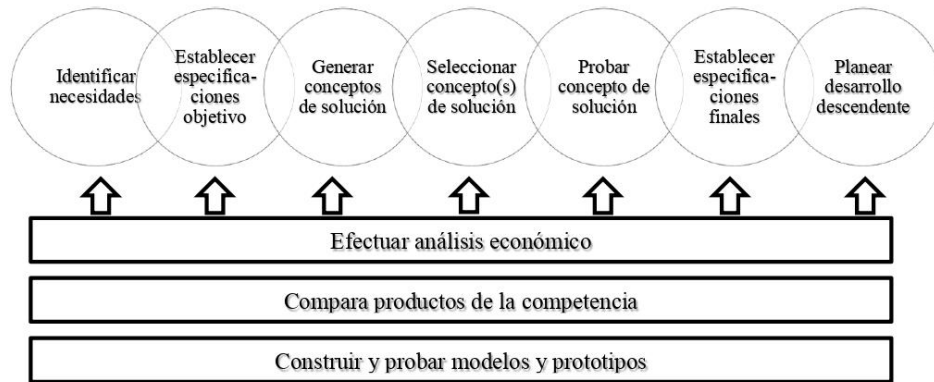 Identificar
necesidades
Establecer
especifica-
ciones
objetivo
Generar
conceptos
de solución
Seleccionar
concepto(s)
de solución
Probar
concepto de
solución
Establecer
especifica-
ciones
finales
Planear
desarrollo
descendente
Efectuar análisis económico
Compara productos de la competencia
Construir y probar modelos y prototipos